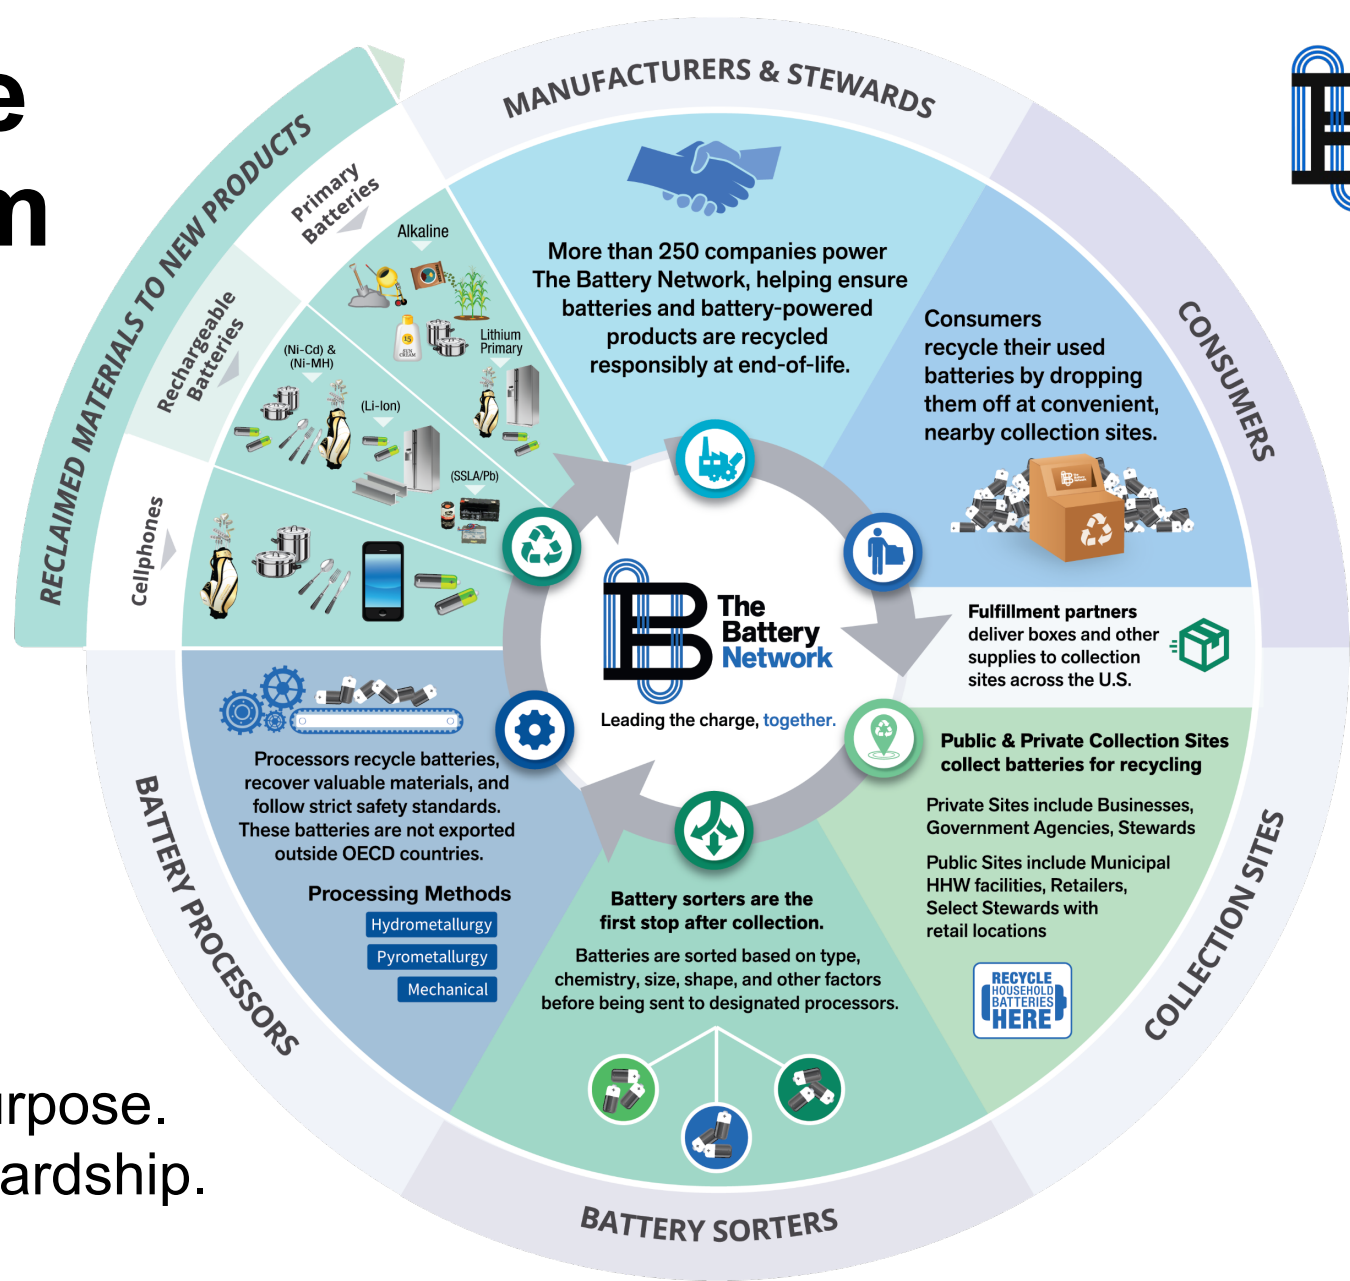 e
m
MANUFACTURERS & STEWARDS
More than 250 companies power
The Battery Network, helping ensure
batteries and battery-powered
products are recycled
responsibly at end-of-life.
CONSUMERS
Consumers
recycle their used
batteries by dropping
them off at convenient,
nearby collection sites.
The
Battery
Network
Fulfillment partners
deliver boxes and other
supplies to collection
sites across the U.S.
COLLECTION SITES
Public & Private Collection Sites
collect batteries for recycling
Private Sites include Businesses,
Government Agencies, Stewards
Public Sites include Municipal
HHW facilities, Retailers,
Select Stewards with
retail locations
RECYCLE
HOUSEHOLD
BATTERIES
HERE
BATTERY SORTERS
Battery sorters are the
first stop after collection.
Batteries are sorted based on type,
chemistry, size, shape, and other factors
before being sent to designated processors.
BATTERY PROCESSORS
Processors recycle batteries,
recover valuable materials, and
follow strict safety standards.
These batteries are not exported
outside OECD countries.
Processing Methods
Hydrometallurgy
Pyrometallurgy
Mechanical
RECLAIMED MATERIALS TO NEW PRODUCTS
Cellphones
Rechargeable
Batteries
Primary
Batteries
Alkaline
15
SUN
CREAM
Lithium
Primary
(Ni-Cd) &
(Ni-MH)
(Li-Ion)
(SSLA/Pb)
B The
Battery
Network
Leading the charge, together.
urpose.
ardship.